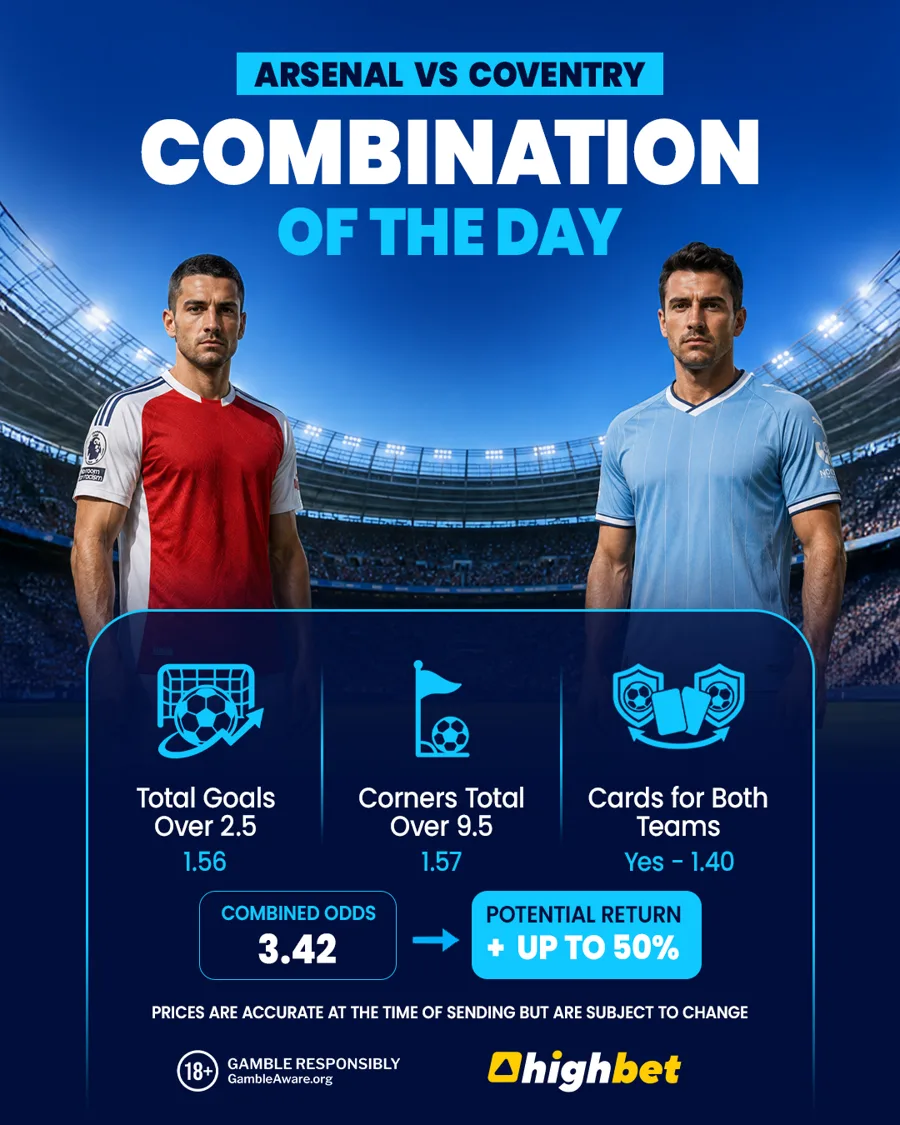 ARSENAL VS COVENTRY
COMBINATION
OF THE DAY
Total Goals
Over 2.5
1.56
Corners Total
Over 9.5
1.57
Cards for Both
Teams
Yes - 1.40
COMBINED ODDS
3.42
POTENTIAL RETURN
+ UP TO 50%
PRICES ARE ACCURATE AT THE TIME OF SENDING BUT ARE SUBJECT TO CHANGE
18+
GAMBLE RESPONSIBLY
GambleAware.org
highbet